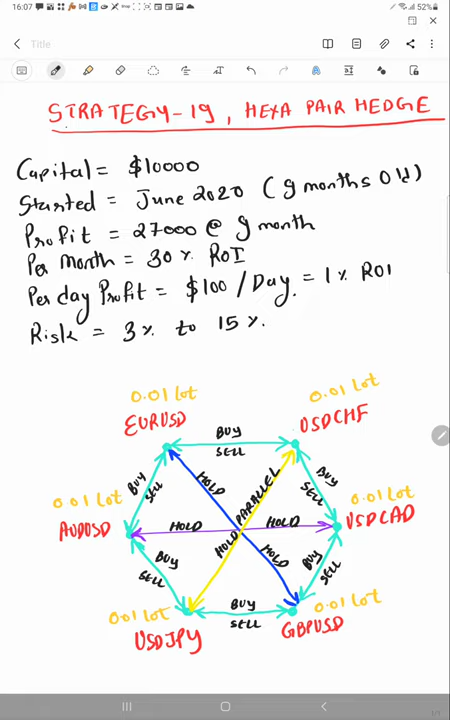 16:07
52%
Title
STRATEGY-19, HEXA PAIR HEDGE
Capital = $10000
Started = June 2020 (9 months Old)
Profit = 27000 @ 9 month
Per month = 30% ROI
Per day Profit = $100/Day = 1% ROI
Risk = 3% to 15%.
0.01 Lot
0.01 Lot
EURUSD
USDCHF
BUY
SELL
BUY
SELL
HOLD
PARALLEL
BUY
SELL
0.01 Lot
0.01 Lot
AUDUSD
HOLD
HOLD
USDCAD
BUY
SELL
HOLD
HOLD
BUY
SELL
0.01 Lot
BUY
SELL
0.01 Lot
USDJPY
GBPUSD
1/1